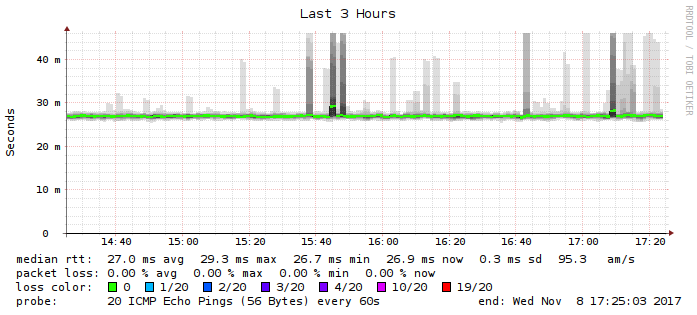 Last 3 Hours
RRDTOOL / TOBI OETIKER
Seconds
40 m
30 m
20 m
10 m
0
14:40 15:00 15:20 15:40 16:00 16:20 16:40 17:00 17:20
median rtt: 27.0 ms avg 29.3 ms max 26.7 ms min 26.9 ms now 0.3 ms sd 95.3 am/s
packet loss: 0.00 % avg 0.00 % max 0.00 % min 0.00 % now
loss color: 0 1/20 2/20 3/20 4/20 10/20 19/20
probe: 20 ICMP Echo Pings (56 Bytes) every 60s end: Wed Nov 8 17:25:03 2017